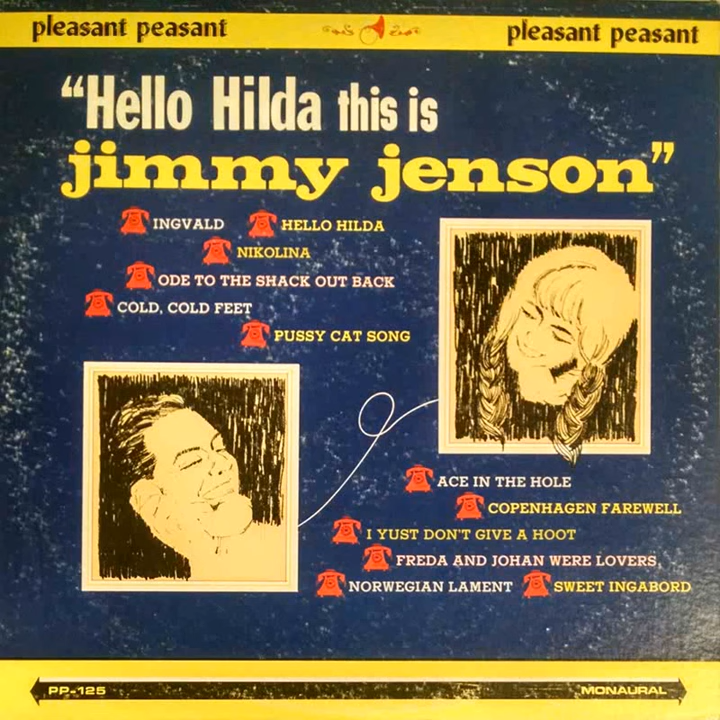 pleasant peasant pleasant peasant
"Hello Hilda this is
jimmy jenson"
INGVALD HELLO HILDA
NIKOLINA
ODE TO THE SHACK OUT BACK
COLD, COLD FEET
PUSSY CAT SONG
ACE IN THE HOLE
COPENHAGEN FAREWELL
I YUST DON'T GIVE A HOOT
FREDA AND JOHAN WERE LOVERS,
NORWEGIAN LAMENT SWEET INGABORD
PP-125 MONAURAL